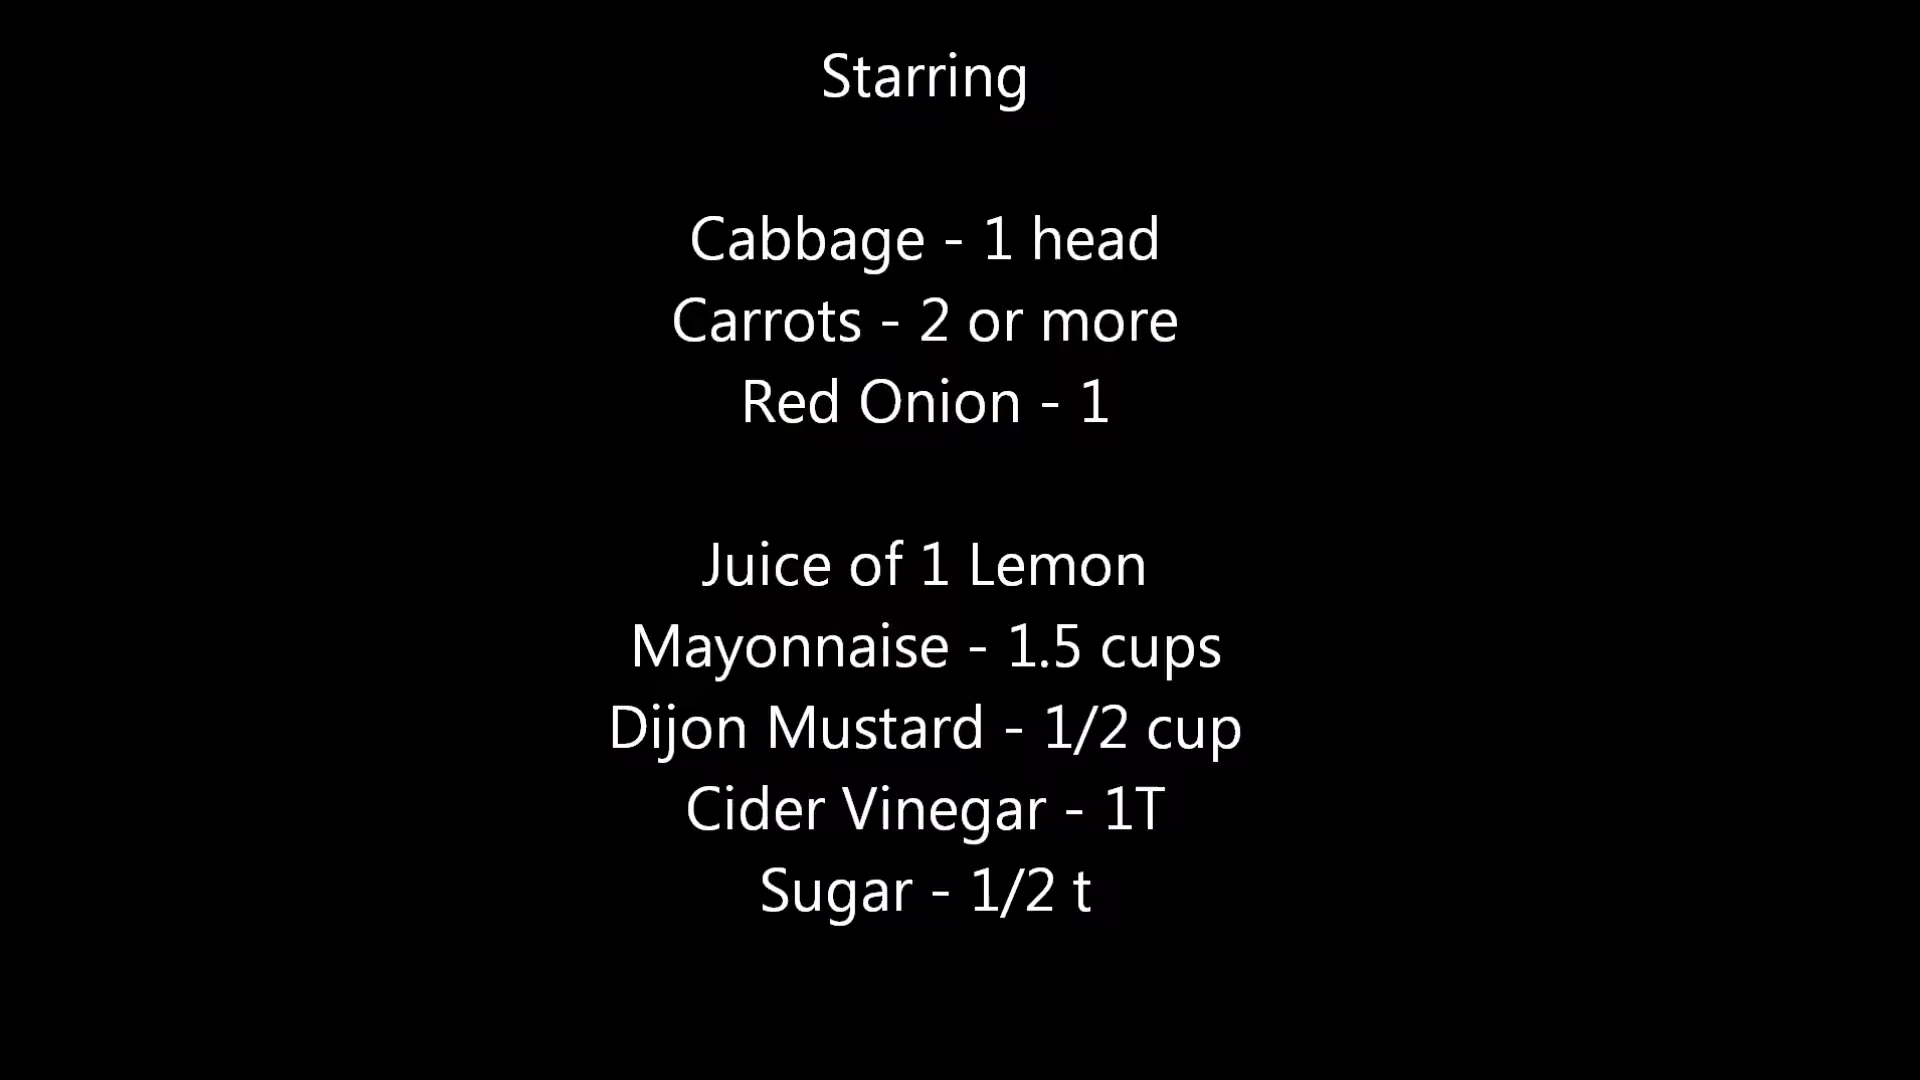 Starring
Cabbage - 1 head
Carrots - 2 or more
Red Onion - 1
Juice of 1 Lemon
Mayonnaise - 1.5 cups
Dijon Mustard - 1/2 cup
Cider Vinegar - 1T
Sugar - 1/2 t